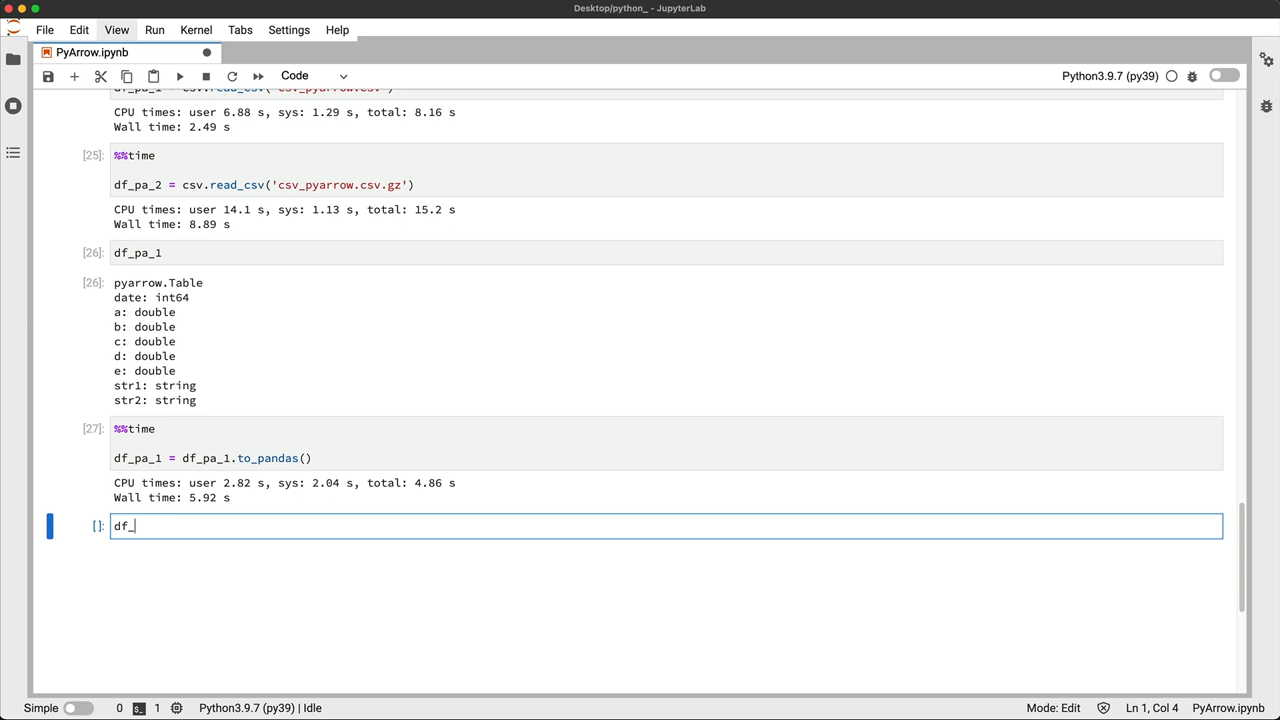 Desktop/python_ - JupyterLab
File Edit View Run Kernel Tabs Settings Help
PyArrow.ipynb
Code Python3.9.7 (py39)
df_pa_1 = csv.read_csv('csv_pyarrow.csv')
CPU times: user 6.88 s, sys: 1.29 s, total: 8.16 s
Wall time: 2.49 s
[25]: %%time
df_pa_2 = csv.read_csv('csv_pyarrow.csv.gz')
CPU times: user 14.1 s, sys: 1.13 s, total: 15.2 s
Wall time: 8.89 s
[26]: df_pa_1
[26]: pyarrow.Table
date: int64
a: double
b: double
c: double
d: double
e: double
str1: string
str2: string
[27]: %%time
df_pa_1 = df_pa_1.to_pandas()
CPU times: user 2.82 s, sys: 2.04 s, total: 4.86 s
Wall time: 5.92 s
[]: df_
Simple 0 1 Python3.9.7 (py39) | Idle Mode: Edit Ln 1, Col 4 PyArrow.ipynb